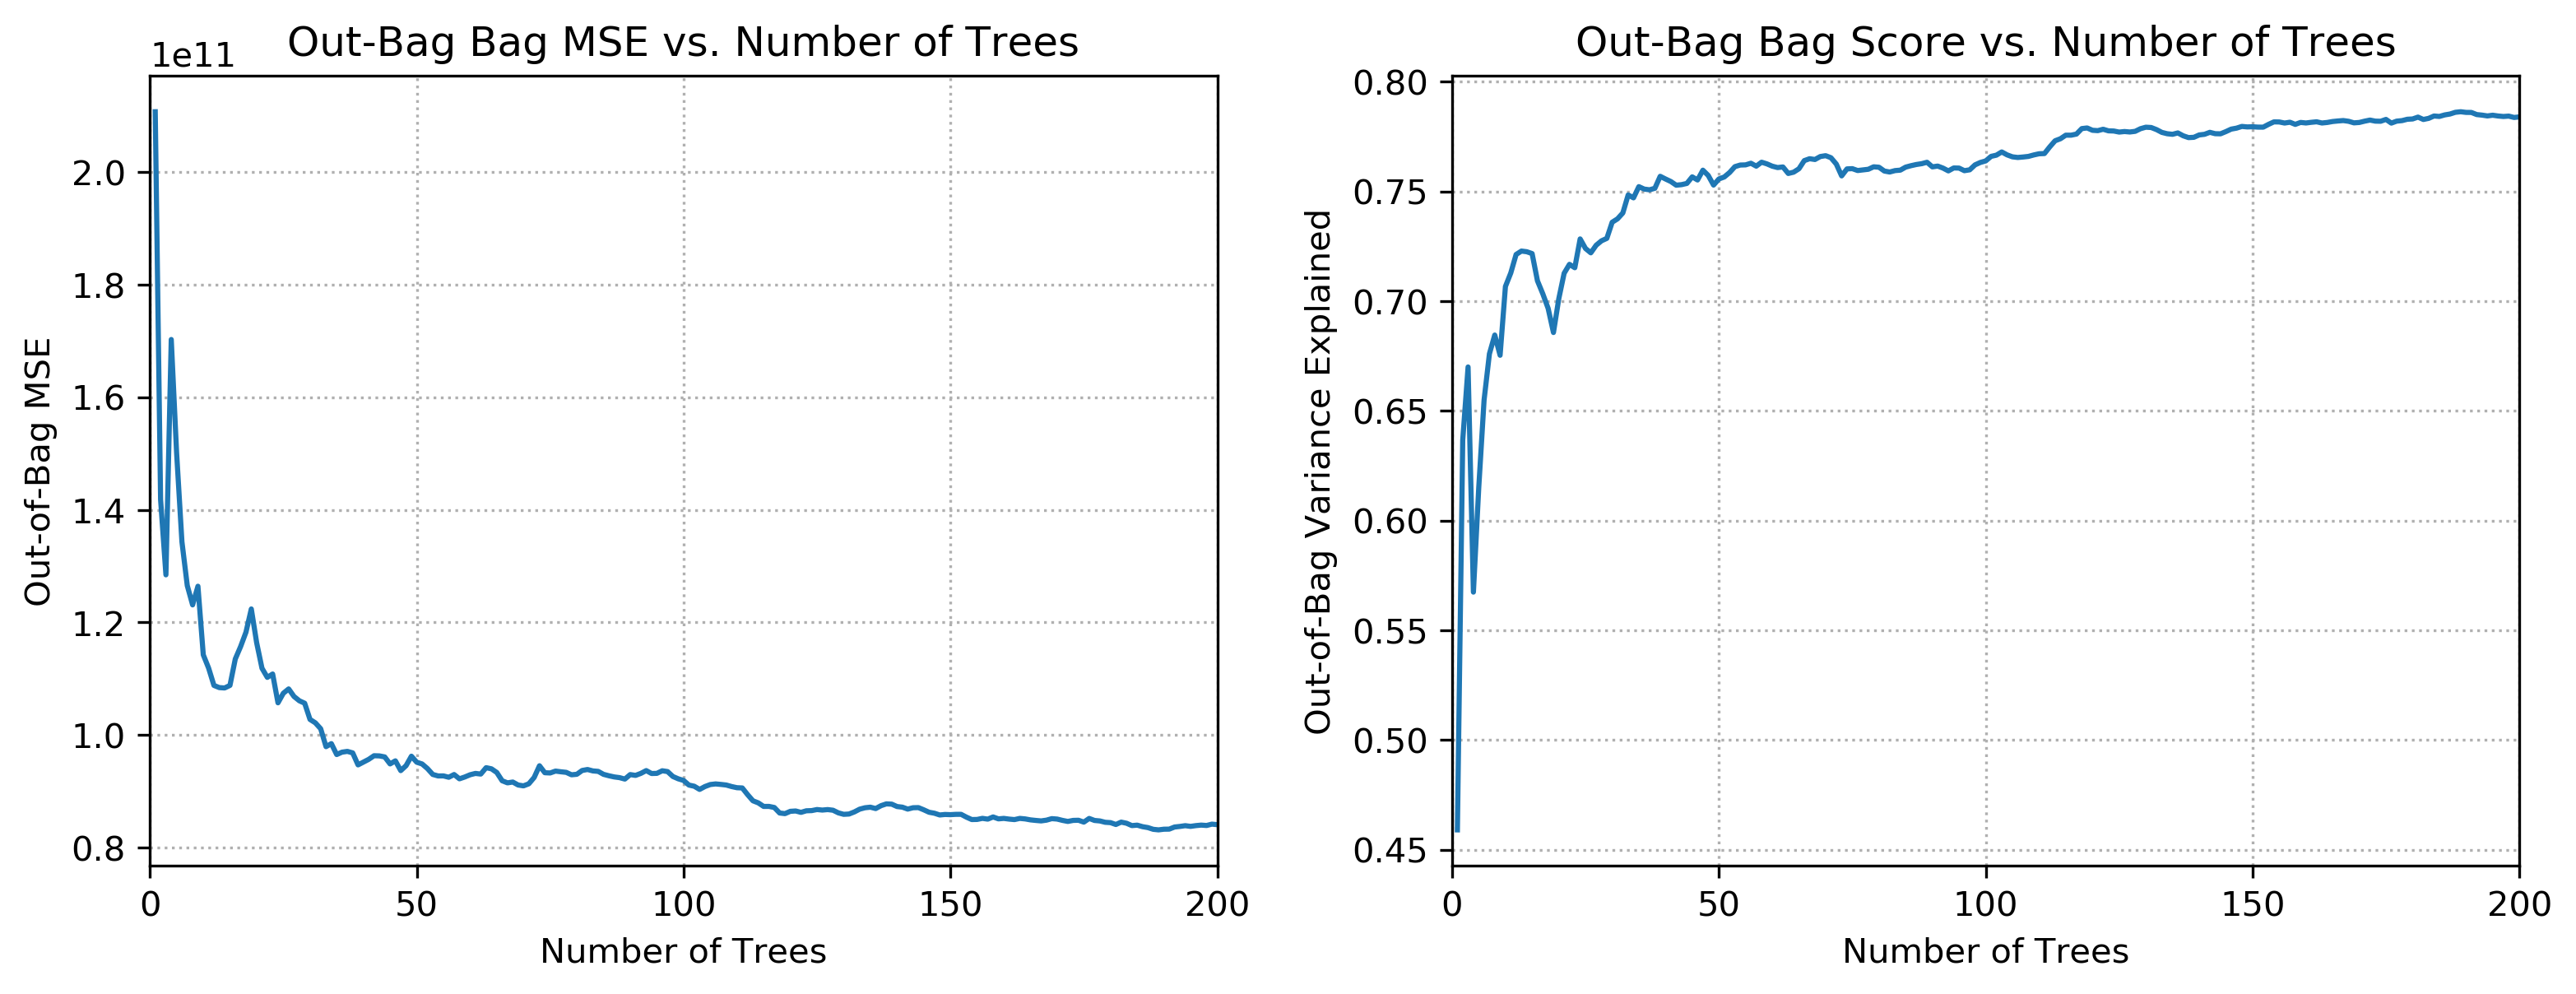 Out-Bag Bag MSE vs. Number of Trees
1e11
2.0
1.8
1.6
1.4
1.2
1.0
0.8
Out-of-Bag MSE
0 50 100 150 200
Number of Trees
Out-Bag Bag Score vs. Number of Trees
0.80
0.75
0.70
0.65
0.60
0.55
0.50
0.45
Out-of-Bag Variance Explained
0 50 100 150 200
Number of Trees